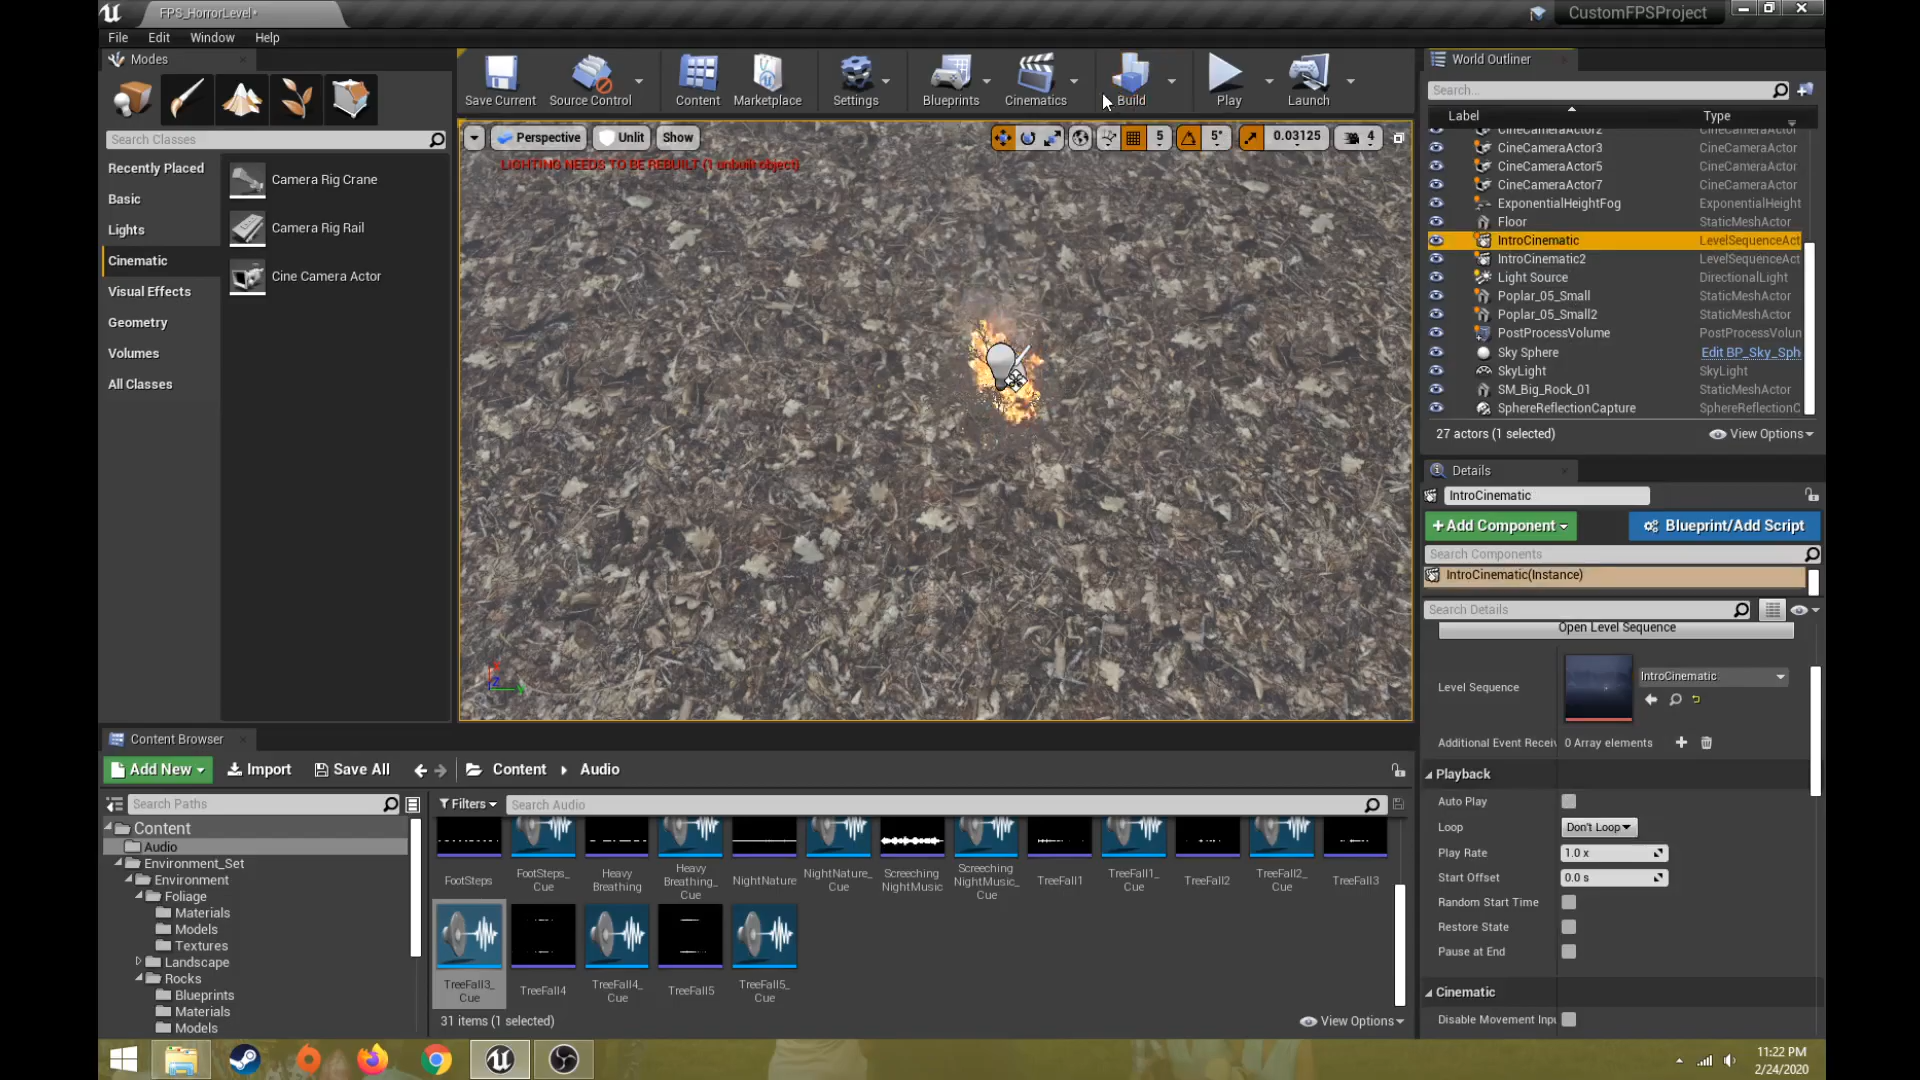 FPS_HorrorLevel*
CustomFPSProject
File Edit Window Help
Modes
Search Classes
Recently Placed
Basic
Lights
Cinematic
Visual Effects
Geometry
Volumes
All Classes
Camera Rig Crane
Camera Rig Rail
Cine Camera Actor
Save Current
Source Control
Content
Marketplace
Settings
Blueprints
Cinematics
Build
Play
Launch
Perspective
Unlit
Show
5
5°
0.03125
4
LIGHTING NEEDS TO BE REBUILT (1 unbuilt object)
World Outliner
Search...
Label Type
CineCameraActor2 CineCameraActor
CineCameraActor3 CineCameraActor
CineCameraActor5 CineCameraActor
CineCameraActor7 CineCameraActor
ExponentialHeightFog ExponentialHeight
Floor StaticMeshActor
IntroCinematic LevelSequenceAct
IntroCinematic2 LevelSequenceAct
Light Source DirectionalLight
Poplar_05_Small StaticMeshActor
Poplar_05_Small2 StaticMeshActor
PostProcessVolume PostProcessVolun
Sky Sphere Edit BP_Sky_Sph
SkyLight SkyLight
SM_Big_Rock_01 StaticMeshActor
SphereReflectionCapture SphereReflectionC
27 actors (1 selected)
View Options
Details
IntroCinematic
+Add Component
Blueprint/Add Script
Search Components
IntroCinematic(Instance)
Search Details
Open Level Sequence
Level Sequence
IntroCinematic
Additional Event Receiv 0 Array elements
Playback
Auto Play
Loop Don't Loop
Play Rate 1.0 x
Start Offset 0.0 s
Random Start Time
Restore State
Pause at End
Cinematic
Disable Movement Inpu
Content Browser
Add New
Import
Save All
Content
Audio
Search Paths
Filters
Search Audio
Content
Audio
Environment_Set
Environment
Foliage
Materials
Models
Textures
Landscape
Rocks
Blueprints
Materials
Models
FootSteps
FootSteps_
Cue
Heavy
Breathing
Heavy
Breathing_
Cue
NightNature
NightNature_
Cue
Screeching
NightMusic
Screeching
NightMusic_
Cue
TreeFall1
TreeFall1_
Cue
TreeFall2
TreeFall2_
Cue
TreeFall3
TreeFall3_
Cue
TreeFall4
TreeFall4_
Cue
TreeFall5
TreeFall5_
Cue
31 items (1 selected)
View Options
11:22 PM
2/24/2020